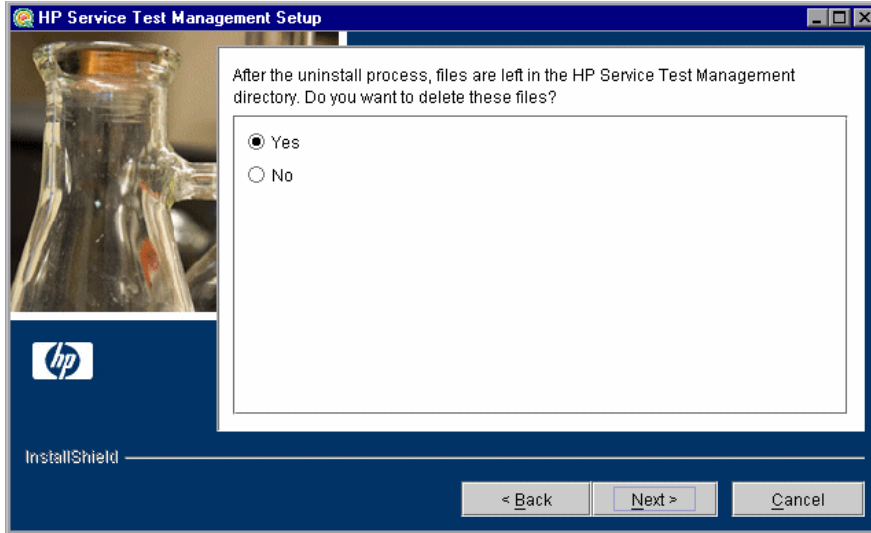 HP Service Test Management Setup
After the uninstall process, files are left in the HP Service Test Management
directory. Do you want to delete these files?
Yes
No
hp
InstallShield
< Back
Next >
Cancel